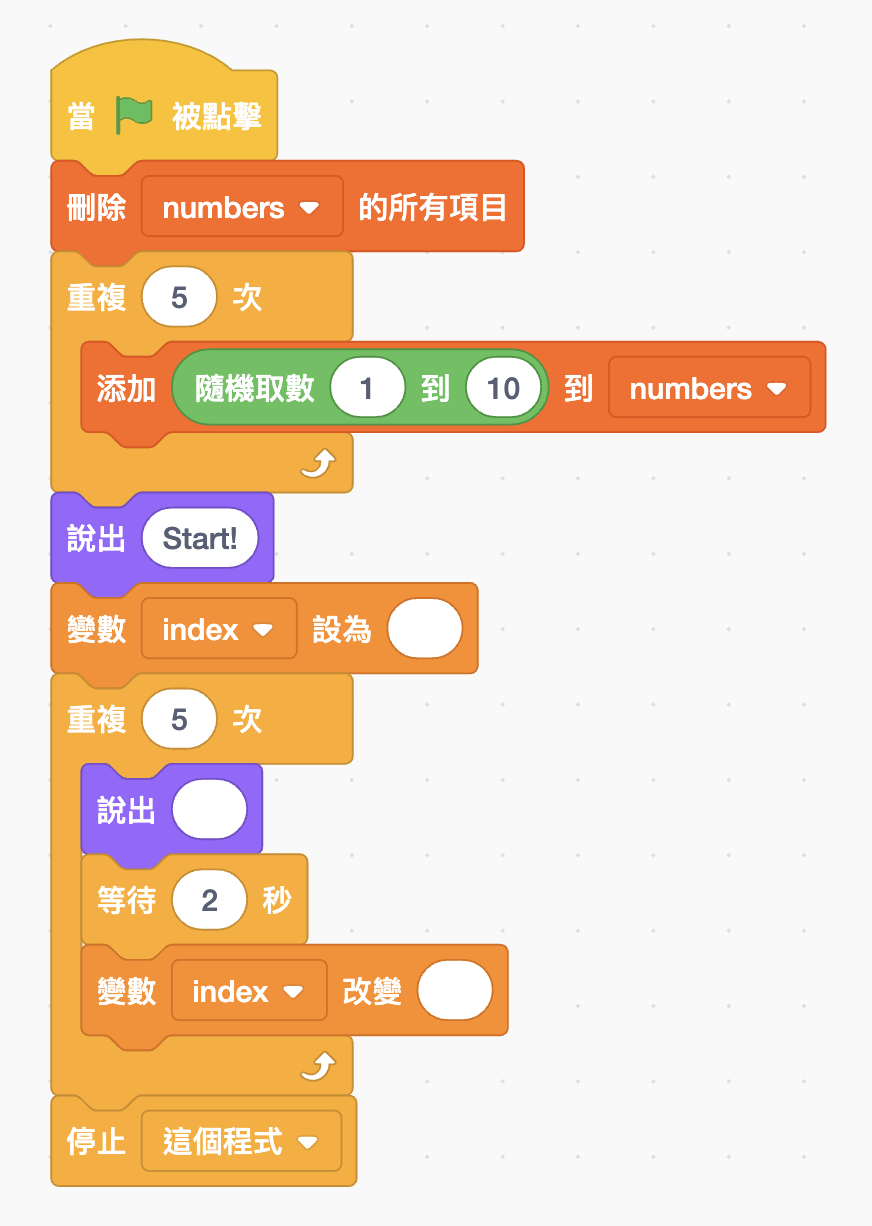 當 被點擊
刪除 numbers 的所有項目
重複 5 次
添加 隨機取數 1 到 10 到 numbers
說出 Start!
變數 index 設為
重複 5 次
說出
等待 2 秒
變數 index 改變
停止 這個程式